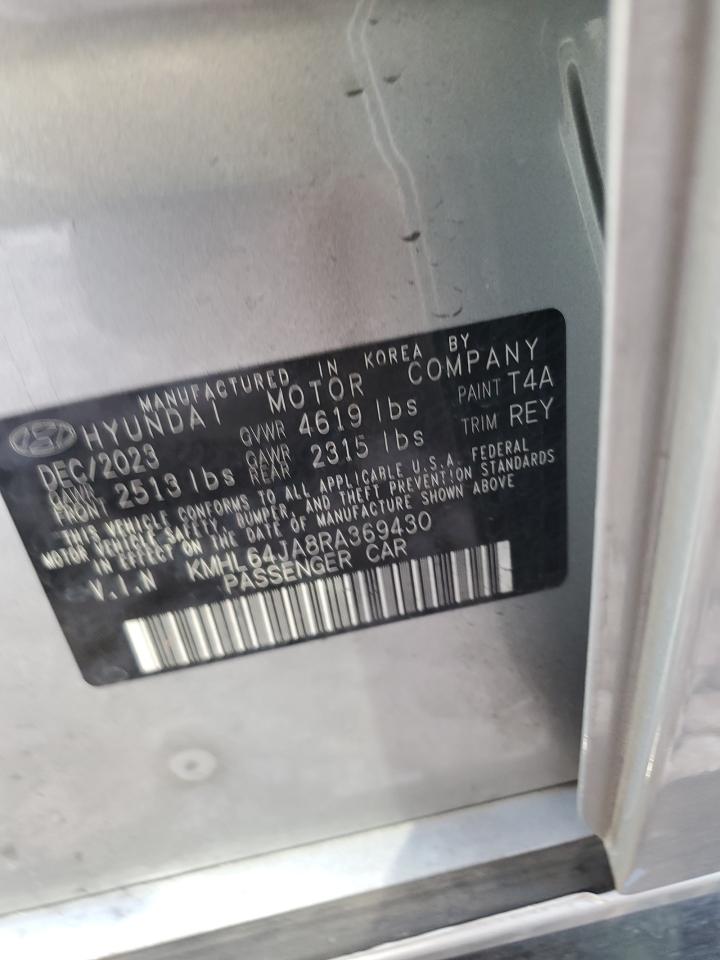 MANUFACTURED IN KOREA BY
HYUNDAI MOTOR COMPANY
DEC/2023 GVWR 4619 lbs PAINT T4A
GAWR FRONT 2513 lbs GAWR REAR 2315 lbs TRIM REY
THIS VEHICLE CONFORMS TO ALL APPLICABLE U.S.A. FEDERAL
MOTOR VEHICLE SAFETY, BUMPER, AND THEFT PREVENTION STANDARDS
IN EFFECT ON THE DATE OF MANUFACTURE SHOWN ABOVE
V.I.N KMHL64JA8RA369430
PASSENGER CAR